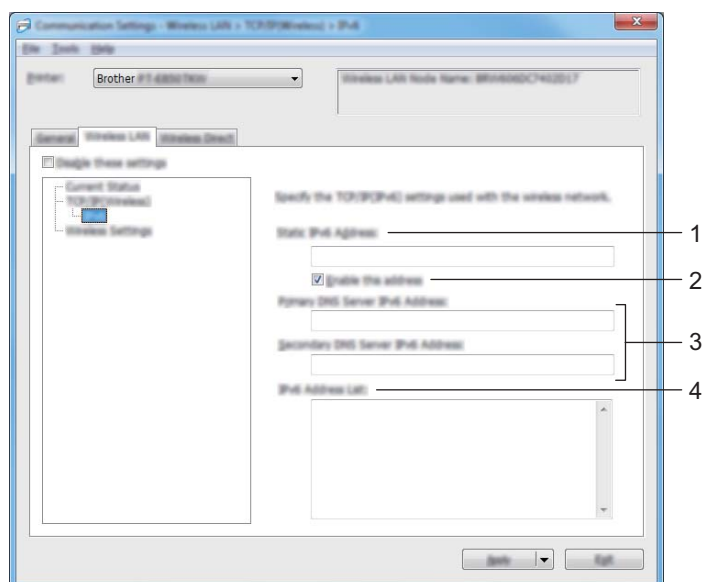 Communication Settings - Wireless LAN > TCP/IP(Wireless) > IPv6
File Tools Help
Printer:
Brother
Wireless LAN Node Name:
General Wireless LAN Wireless Direct
Disable these settings
Current Status
TCP/IP(Wireless)
IPv6
Wireless Settings
Specify the TCP/IP(IPv6) settings used with the wireless network.
Static IPv6 Address: 1
Enable this address 2
Primary DNS Server IPv6 Address:
3
Secondary DNS Server IPv6 Address:
IPv6 Address List: 4
Apply Exit